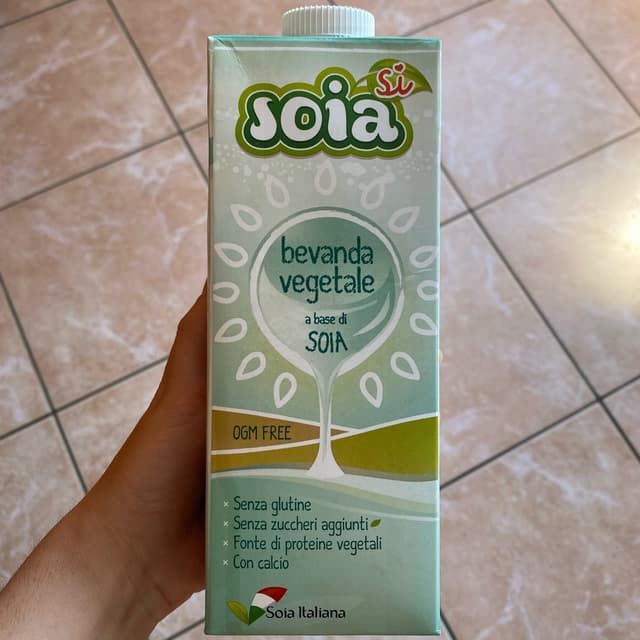 Sì
soia
bevanda
vegetale
a base di
SOIA
OGM FREE
× Senza glutine
× Senza zuccheri aggiunti
× Fonte di proteine vegetali
× Con calcio
Soia Italiana